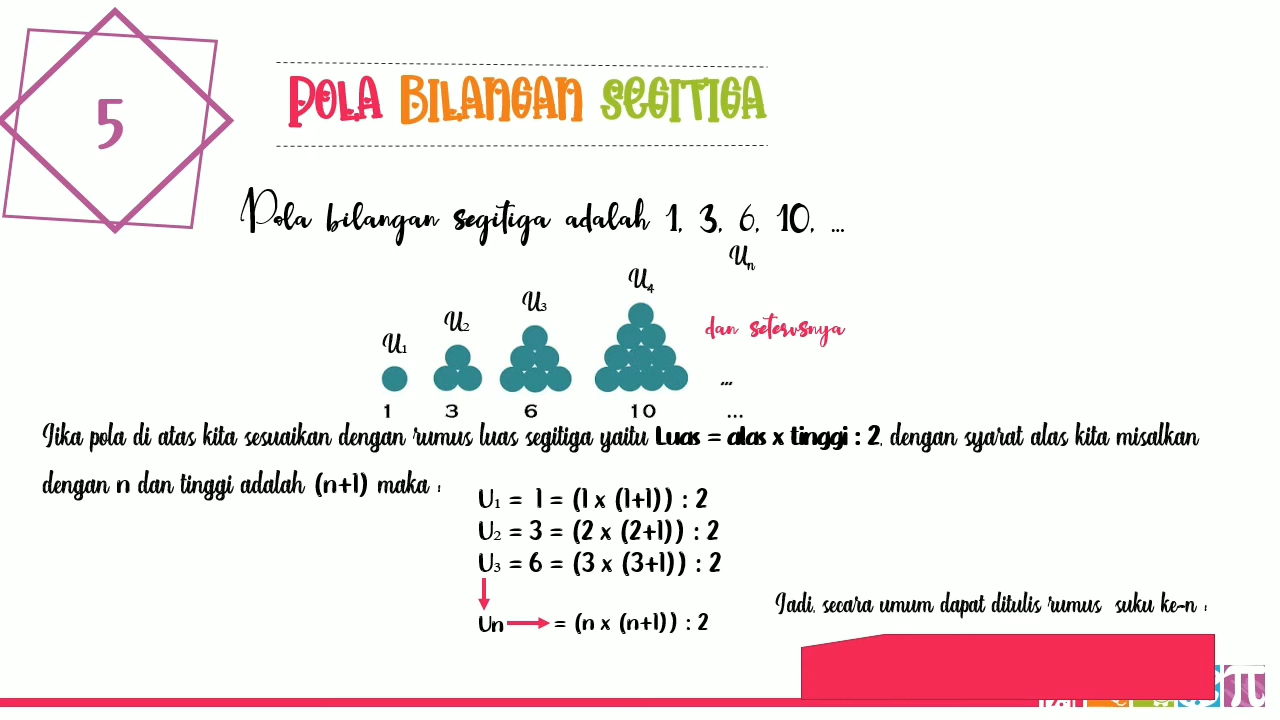 5
POLA BILANGAN SEGITIGA
Pola bilangan segitiga adalah 1, 3, 6, 10, ...
Un
U4
U3
U2
U1
dan seterusnya
...
1 3 6 10 ...
Jika pola di atas kita sesuaikan dengan rumus luas segitiga yaitu Luas = alas x tinggi : 2, dengan syarat alas kita misalkan
dengan n dan tinggi adalah (n+1) maka :
U1 = 1 = (1 x (1+1)) : 2
U2 = 3 = (2 x (2+1)) : 2
U3 = 6 = (3 x (3+1)) : 2
Un = (n x (n+1)) : 2
Jadi, secara umum dapat ditulis rumus suku ke-n :
π